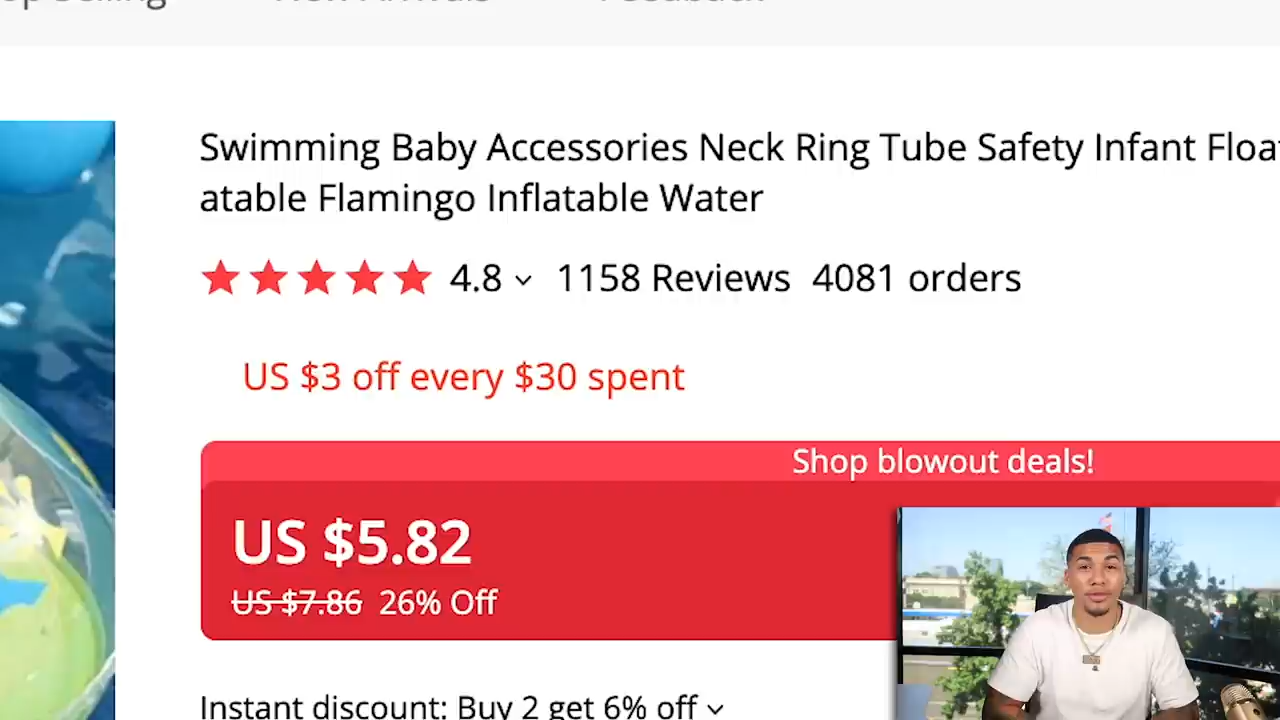 Swimming Baby Accessories Neck Ring Tube Safety Infant
atable Flamingo Inflatable Water
4.8 1158 Reviews 4081 orders
US $3 off every $30 spent
Shop blowout deals!
US $5.82
US $7.86 26% Off
Instant discount: Buy 2 get 6% off